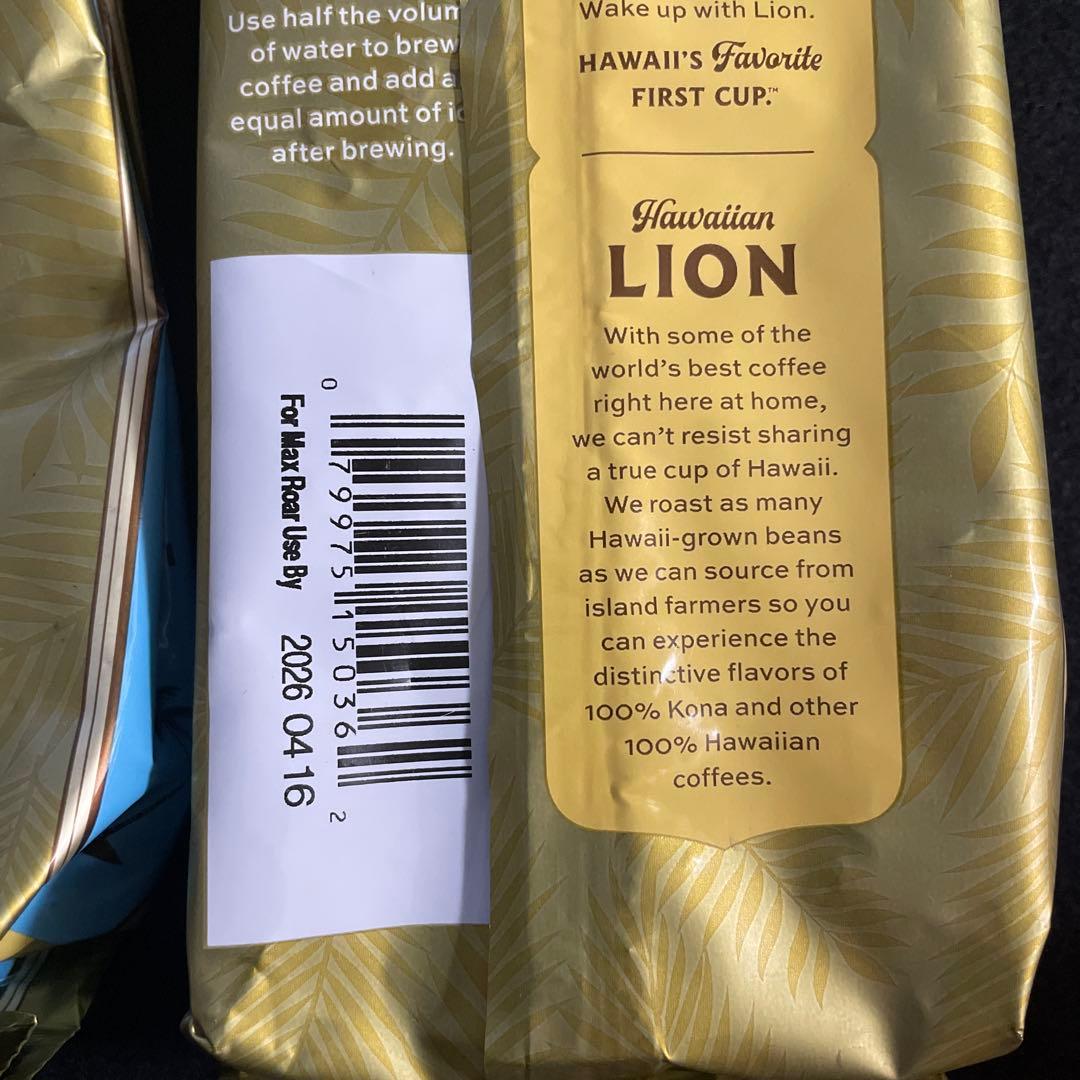 Use half the volum
of water to brew
coffee and add a
equal amount of ic
after brewing.
For Max Roar Use By 2026 04 16
0 79975 15036 2
Wake up with Lion.
HAWAII'S Favorite
FIRST CUP.™
Hawaiian
LION
With some of the
world's best coffee
right here at home,
we can't resist sharing
a true cup of Hawaii.
We roast as many
Hawaii-grown beans
as we can source from
island farmers so you
can experience the
distinctive flavors of
100% Kona and other
100% Hawaiian
coffees.